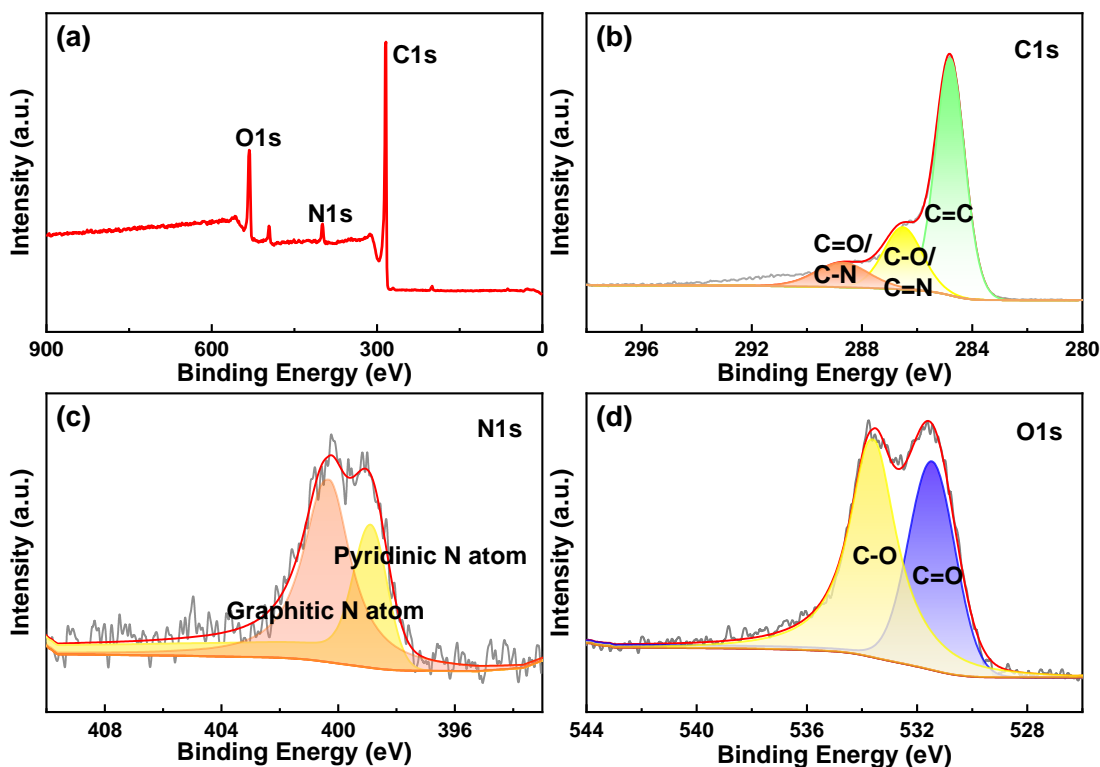 (a)
C1s
O1s
N1s
Intensity (a.u.)
900 600 300 0
Binding Energy (eV)
(b)
C1s
C=C
C=O/
C-N
C-O/
C=N
Intensity (a.u.)
296 292 288 284 280
Binding Energy (eV)
(c)
N1s
Pyridinic N atom
Graphitic N atom
Intensity (a.u.)
408 404 400 396
Binding Energy (eV)
(d)
O1s
C-O
C=O
Intensity (a.u.)
544 540 536 532 528
Binding Energy (eV)